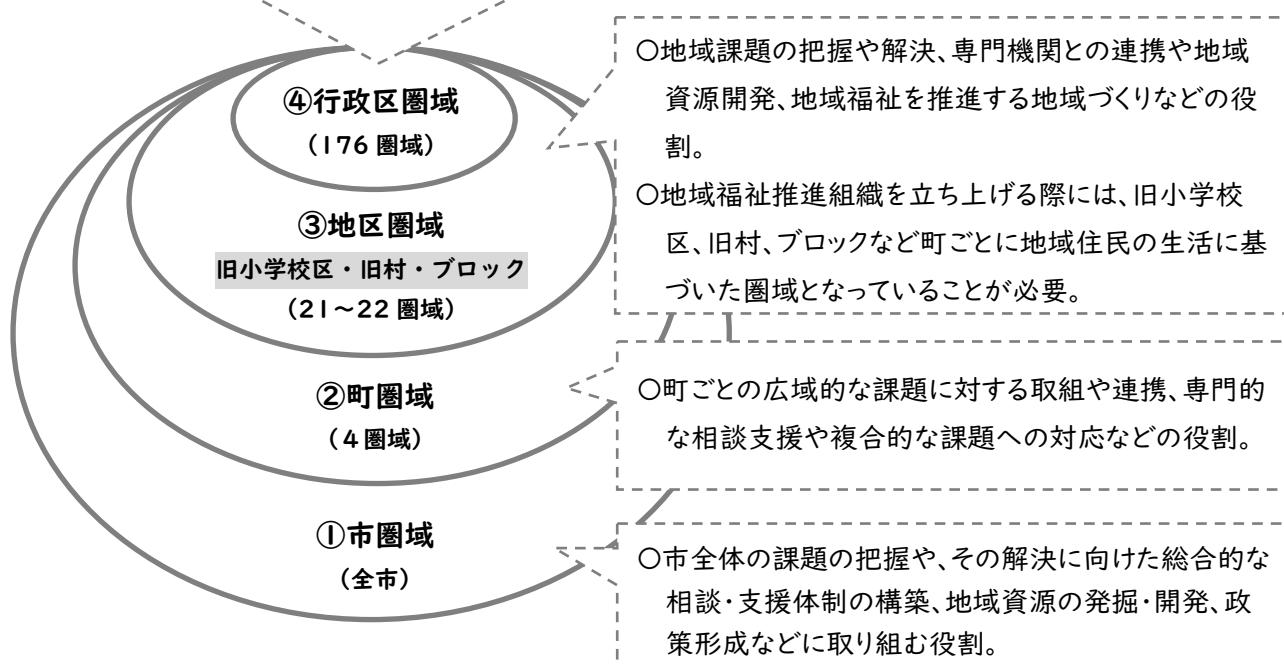 ④行政区圏域
(176圏域)
③地区圏域
旧小学校区・旧村・ブロック
(21～22圏域)
②町圏域
(4圏域)
①市圏域
(全市)
〇地域課題の把握や解決、専門機関との連携や地域
資源開発、地域福祉を推進する地域づくりなどの役
割。
〇地域福祉推進組織を立ち上げる際には、旧小学校
区、旧村、ブロックなど町ごとに地域住民の生活に基
づいた圏域となっていることが必要。
〇町ごとの広域的な課題に対する取組や連携、専門的
な相談支援や複合的な課題への対応などの役割。
〇市全体の課題の把握や、その解決に向けた総合的な
相談・支援体制の構築、地域資源の発掘・開発、政
策形成などに取り組む役割。